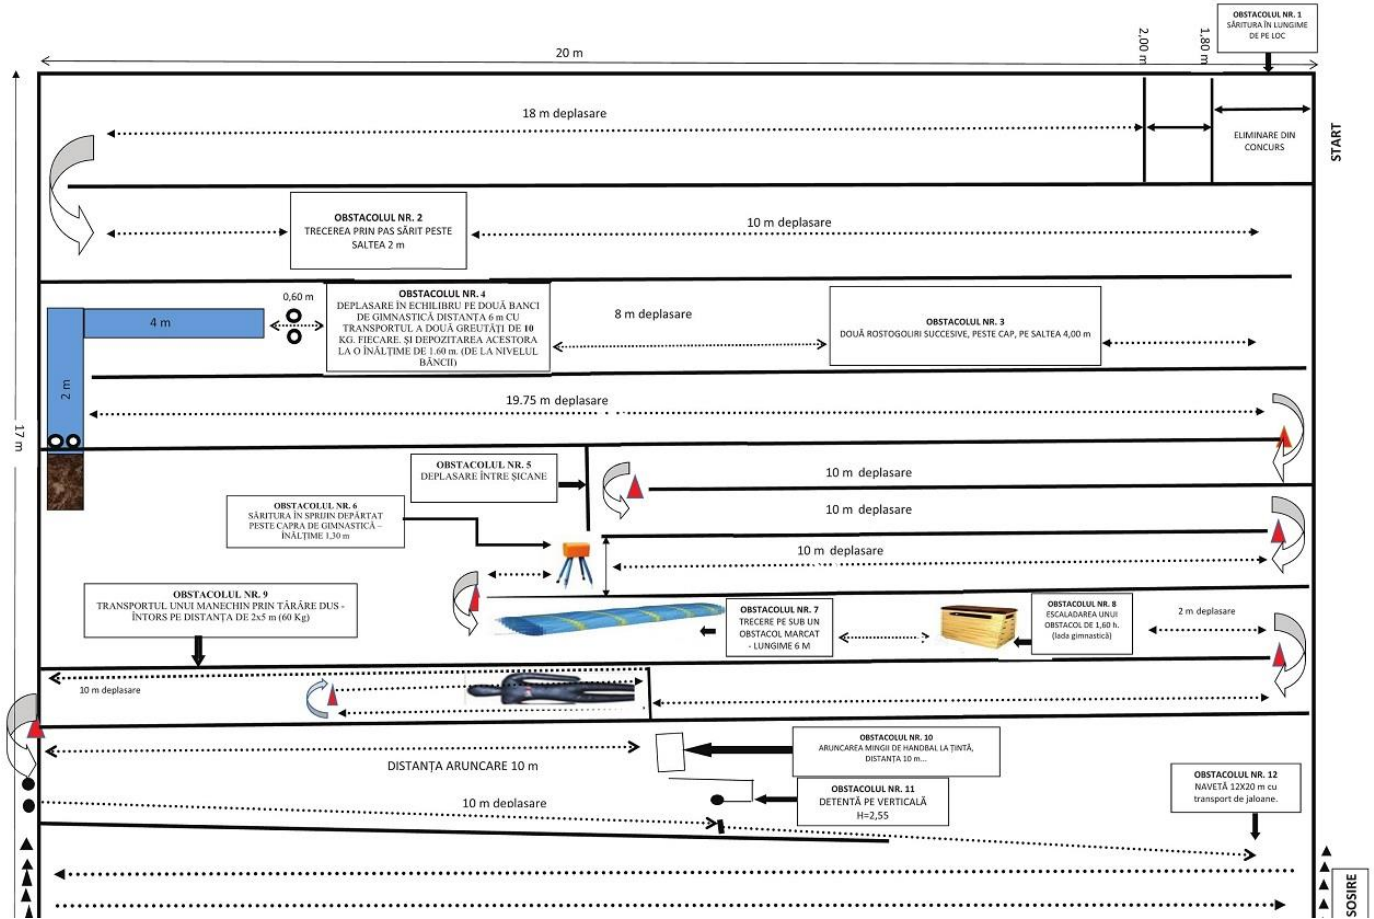 OBSTACOLUL NR. 1
SĂRITURA ÎN LUNGIME
DE PE LOC
20 m
2,00 m
1,80 m
18 m deplasare
ELIMINARE DIN
CONCURS
START
OBSTACOLUL NR. 2
TRECEREA PRIN PAS SĂRIT PESTE
SALTEA 2 m
10 m deplasare
4 m
0,60 m
OBSTACOLUL NR. 4
DEPLASARE ÎN ECHILIBRU PE DOUĂ BANCI
DE GIMNASTICĂ DISTANȚA 6 m CU
TRANSPORTUL A DOUĂ GREUTĂȚI DE 10
KG. FIECARE. ȘI DEPOZITAREA ACESTORA
LA O ÎNĂLȚIME DE 1.60 m. (DE LA NIVELUL
BĂNCII)
8 m deplasare
OBSTACOLUL NR. 3
DOUĂ ROSTOGOLIRI SUCCESIVE, PESTE CAP, PE SALTEA 4,00 m
2 m
19.75 m deplasare
17 m
OBSTACOLUL NR. 5
DEPLASARE ÎNTRE ȘICANE
10 m deplasare
OBSTACOLUL NR. 6
SĂRITURA ÎN SPRIJIN DEPĂRTAT
PESTE CAPRA DE GIMNASTICĂ –
ÎNĂLȚIME 1,30 m
10 m deplasare
10 m deplasare
OBSTACOLUL NR. 9
TRANSPORTUL UNUI MANECHIN PRIN TÂRÂRE DUS -
ÎNTORS PE DISTANȚA DE 2x5 m (60 Kg)
OBSTACOLUL NR. 7
TRECERE PE SUB UN
OBSTACOL MARCAT
- LUNGIME 6 M
OBSTACOLUL NR. 8
ESCALADAREA UNUI
OBSTACOL DE 1,60 h.
(lada gimnastică)
2 m deplasare
10 m deplasare
OBSTACOLUL NR. 10
ARUNCAREA MINGII DE HANDBAL LA ȚINTĂ,
DISTANȚA 10 m...
DISTANȚA ARUNCARE 10 m
OBSTACOLUL NR. 11
DETENTĂ PE VERTICALĂ
H=2,55
OBSTACOLUL NR. 12
NAVETĂ 12X20 m cu
transport de jaloane.
10 m deplasare
SOSIRE